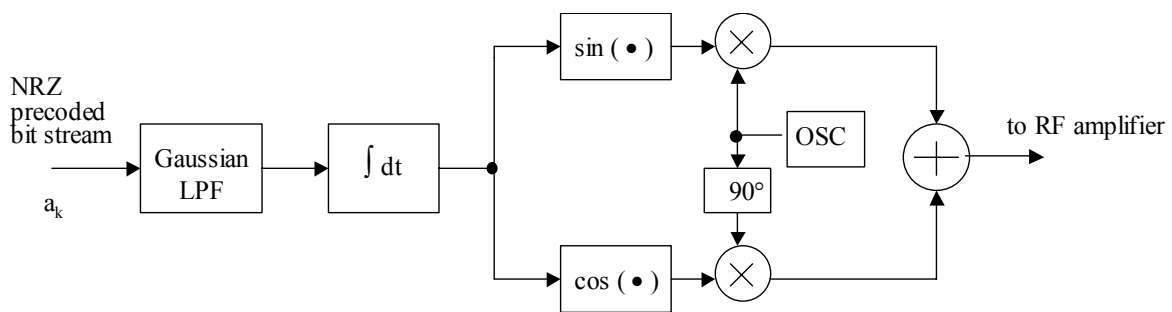 NRZ
precoded
bit stream
a_k
Gaussian
LPF
∫ dt
sin ( • )
cos ( • )
×
OSC
90°
×
+
to RF amplifier